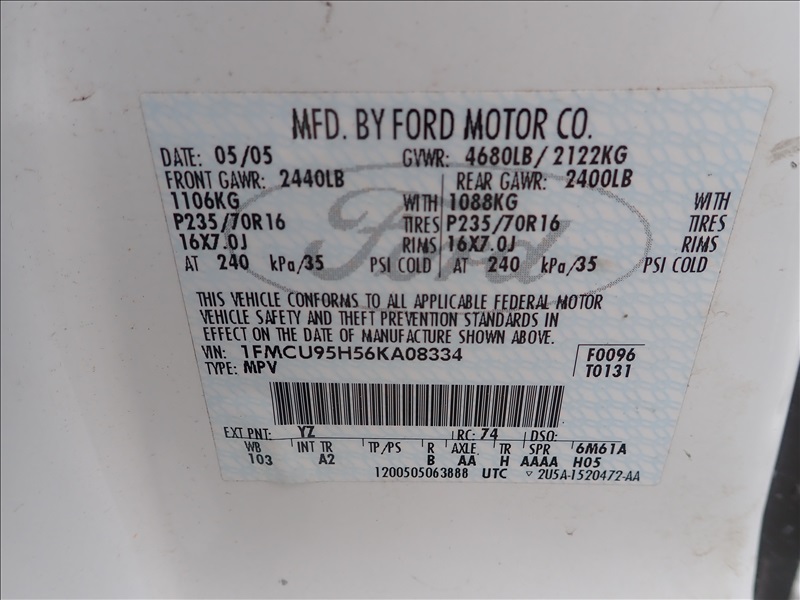 MFD. BY FORD MOTOR CO.
DATE: 05/05 GVWR: 4680LB/ 2122KG
FRONT GAWR: 2440LB REAR GAWR: 2400LB
1106KG WITH 1088KG WITH
P235/70R16 TIRES P235/70R16 TIRES
16X7.0J RIMS 16X7.0J RIMS
AT 240 kPa/35 PSI COLD AT 240 kPa/35 PSI COLD
Ford
THIS VEHICLE CONFORMS TO ALL APPLICABLE FEDERAL MOTOR
VEHICLE SAFETY AND THEFT PREVENTION STANDARDS IN
EFFECT ON THE DATE OF MANUFACTURE SHOWN ABOVE.
VIN: 1FMCU95H56KA08334 F0096
TYPE: MPV T0131
EXT PNT: YZ RC: 74 DSO:
WB INT TR TP/PS R AXLE TR SPR 6M61A
103 A2 B AA H AAAA H05
1200505063888 UTC ▽ 2U5A-1520472-AA